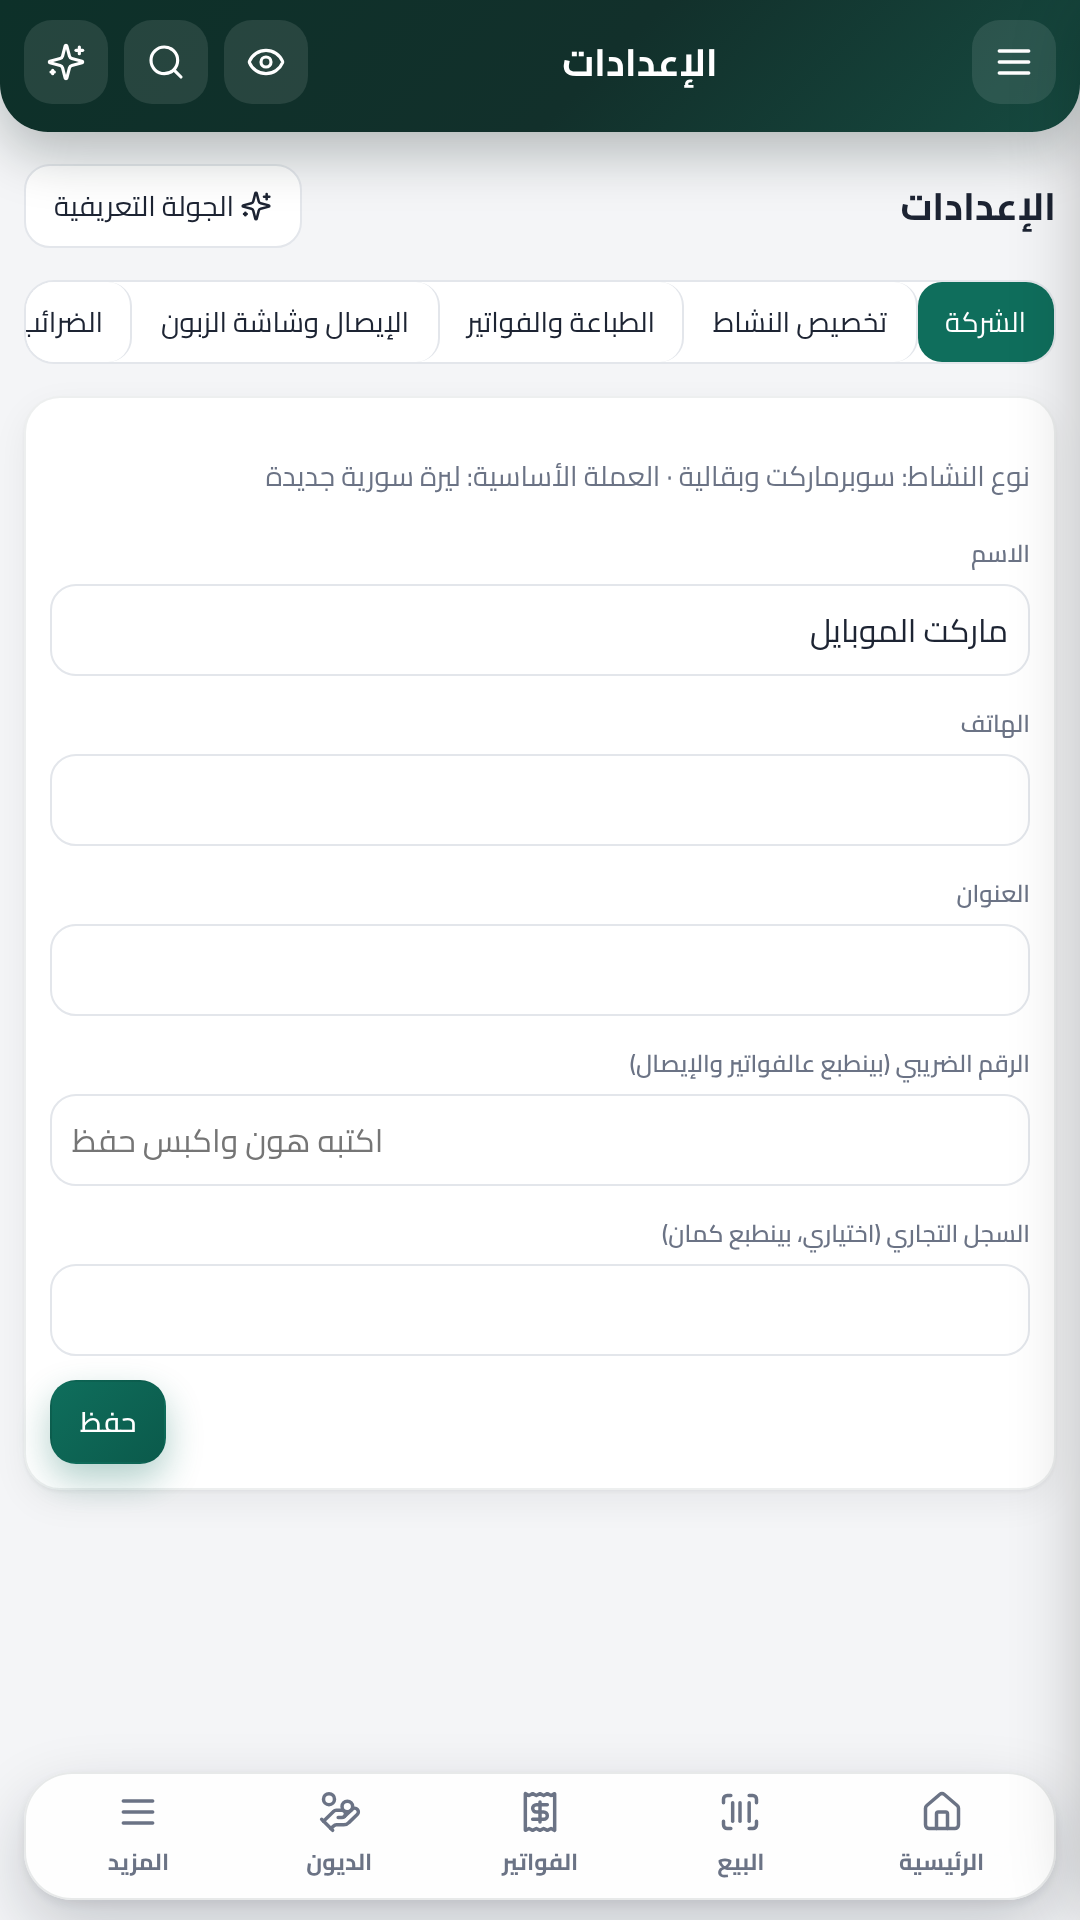 الإعدادات
الإعدادات
الجولة التعريفية
الشركة
تخصيص النشاط
الطباعة والفواتير
الإيصال وشاشة الزبون
الضرائب
نوع النشاط: سوبرماركت وبقالية · العملة الأساسية: ليرة سورية جديدة
الاسم
ماركت الموبايل
الهاتف
العنوان
الرقم الضريبي (بينطبع عالفواتير والإيصال)
اكتبه هون واكبس حفظ
السجل التجاري (اختياري، بينطبع كمان)
حفظ
الرئيسية
البيع
الفواتير
الديون
المزيد